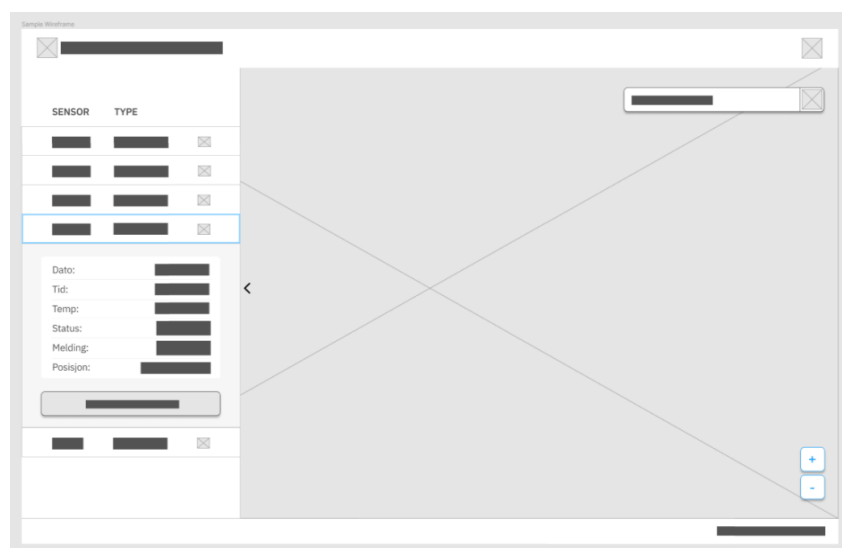 Sample Wireframe
SENSOR TYPE
Dato:
Tid:
Temp:
Status:
Melding:
Posisjon:
+
-